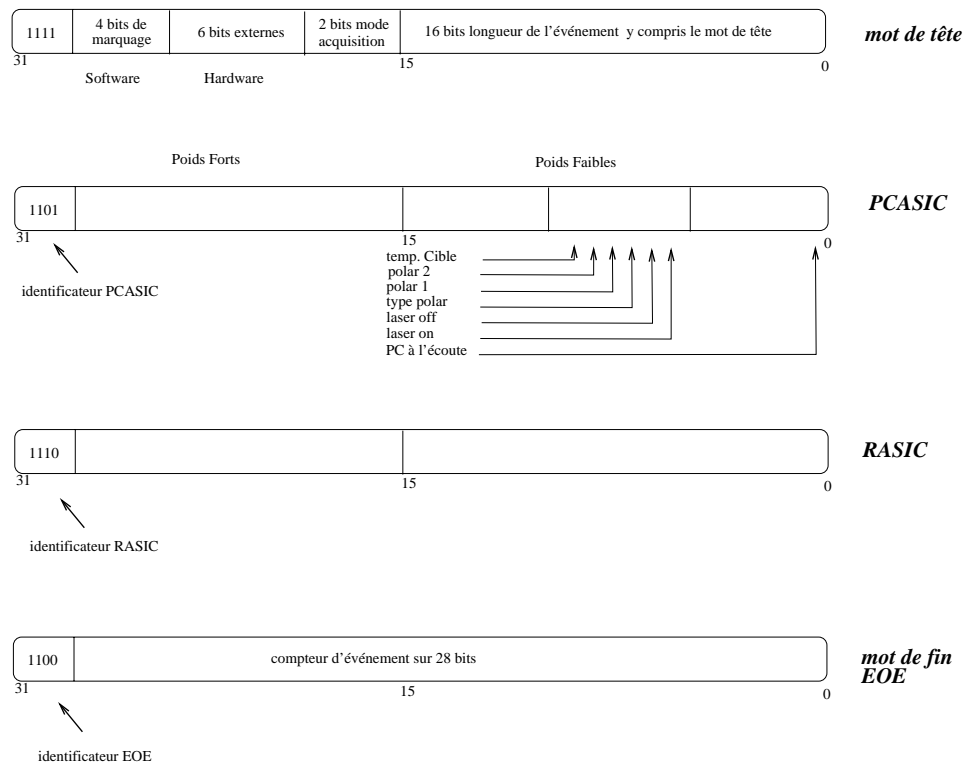 1111
4 bits de
marquage
6 bits externes
2 bits mode
acquisition
16 bits longueur de l'événement y compris le mot de tête
mot de tête
31
15
0
Software
Hardware
Poids Forts
Poids Faibles
1101
PCASIC
31
15
0
identificateur PCASIC
temp. Cible
polar 2
polar 1
type polar
laser off
laser on
PC à l'écoute
1110
RASIC
31
15
0
identificateur RASIC
1100
compteur d'événement sur 28 bits
mot de fin
EOE
31
15
0
identificateur EOE